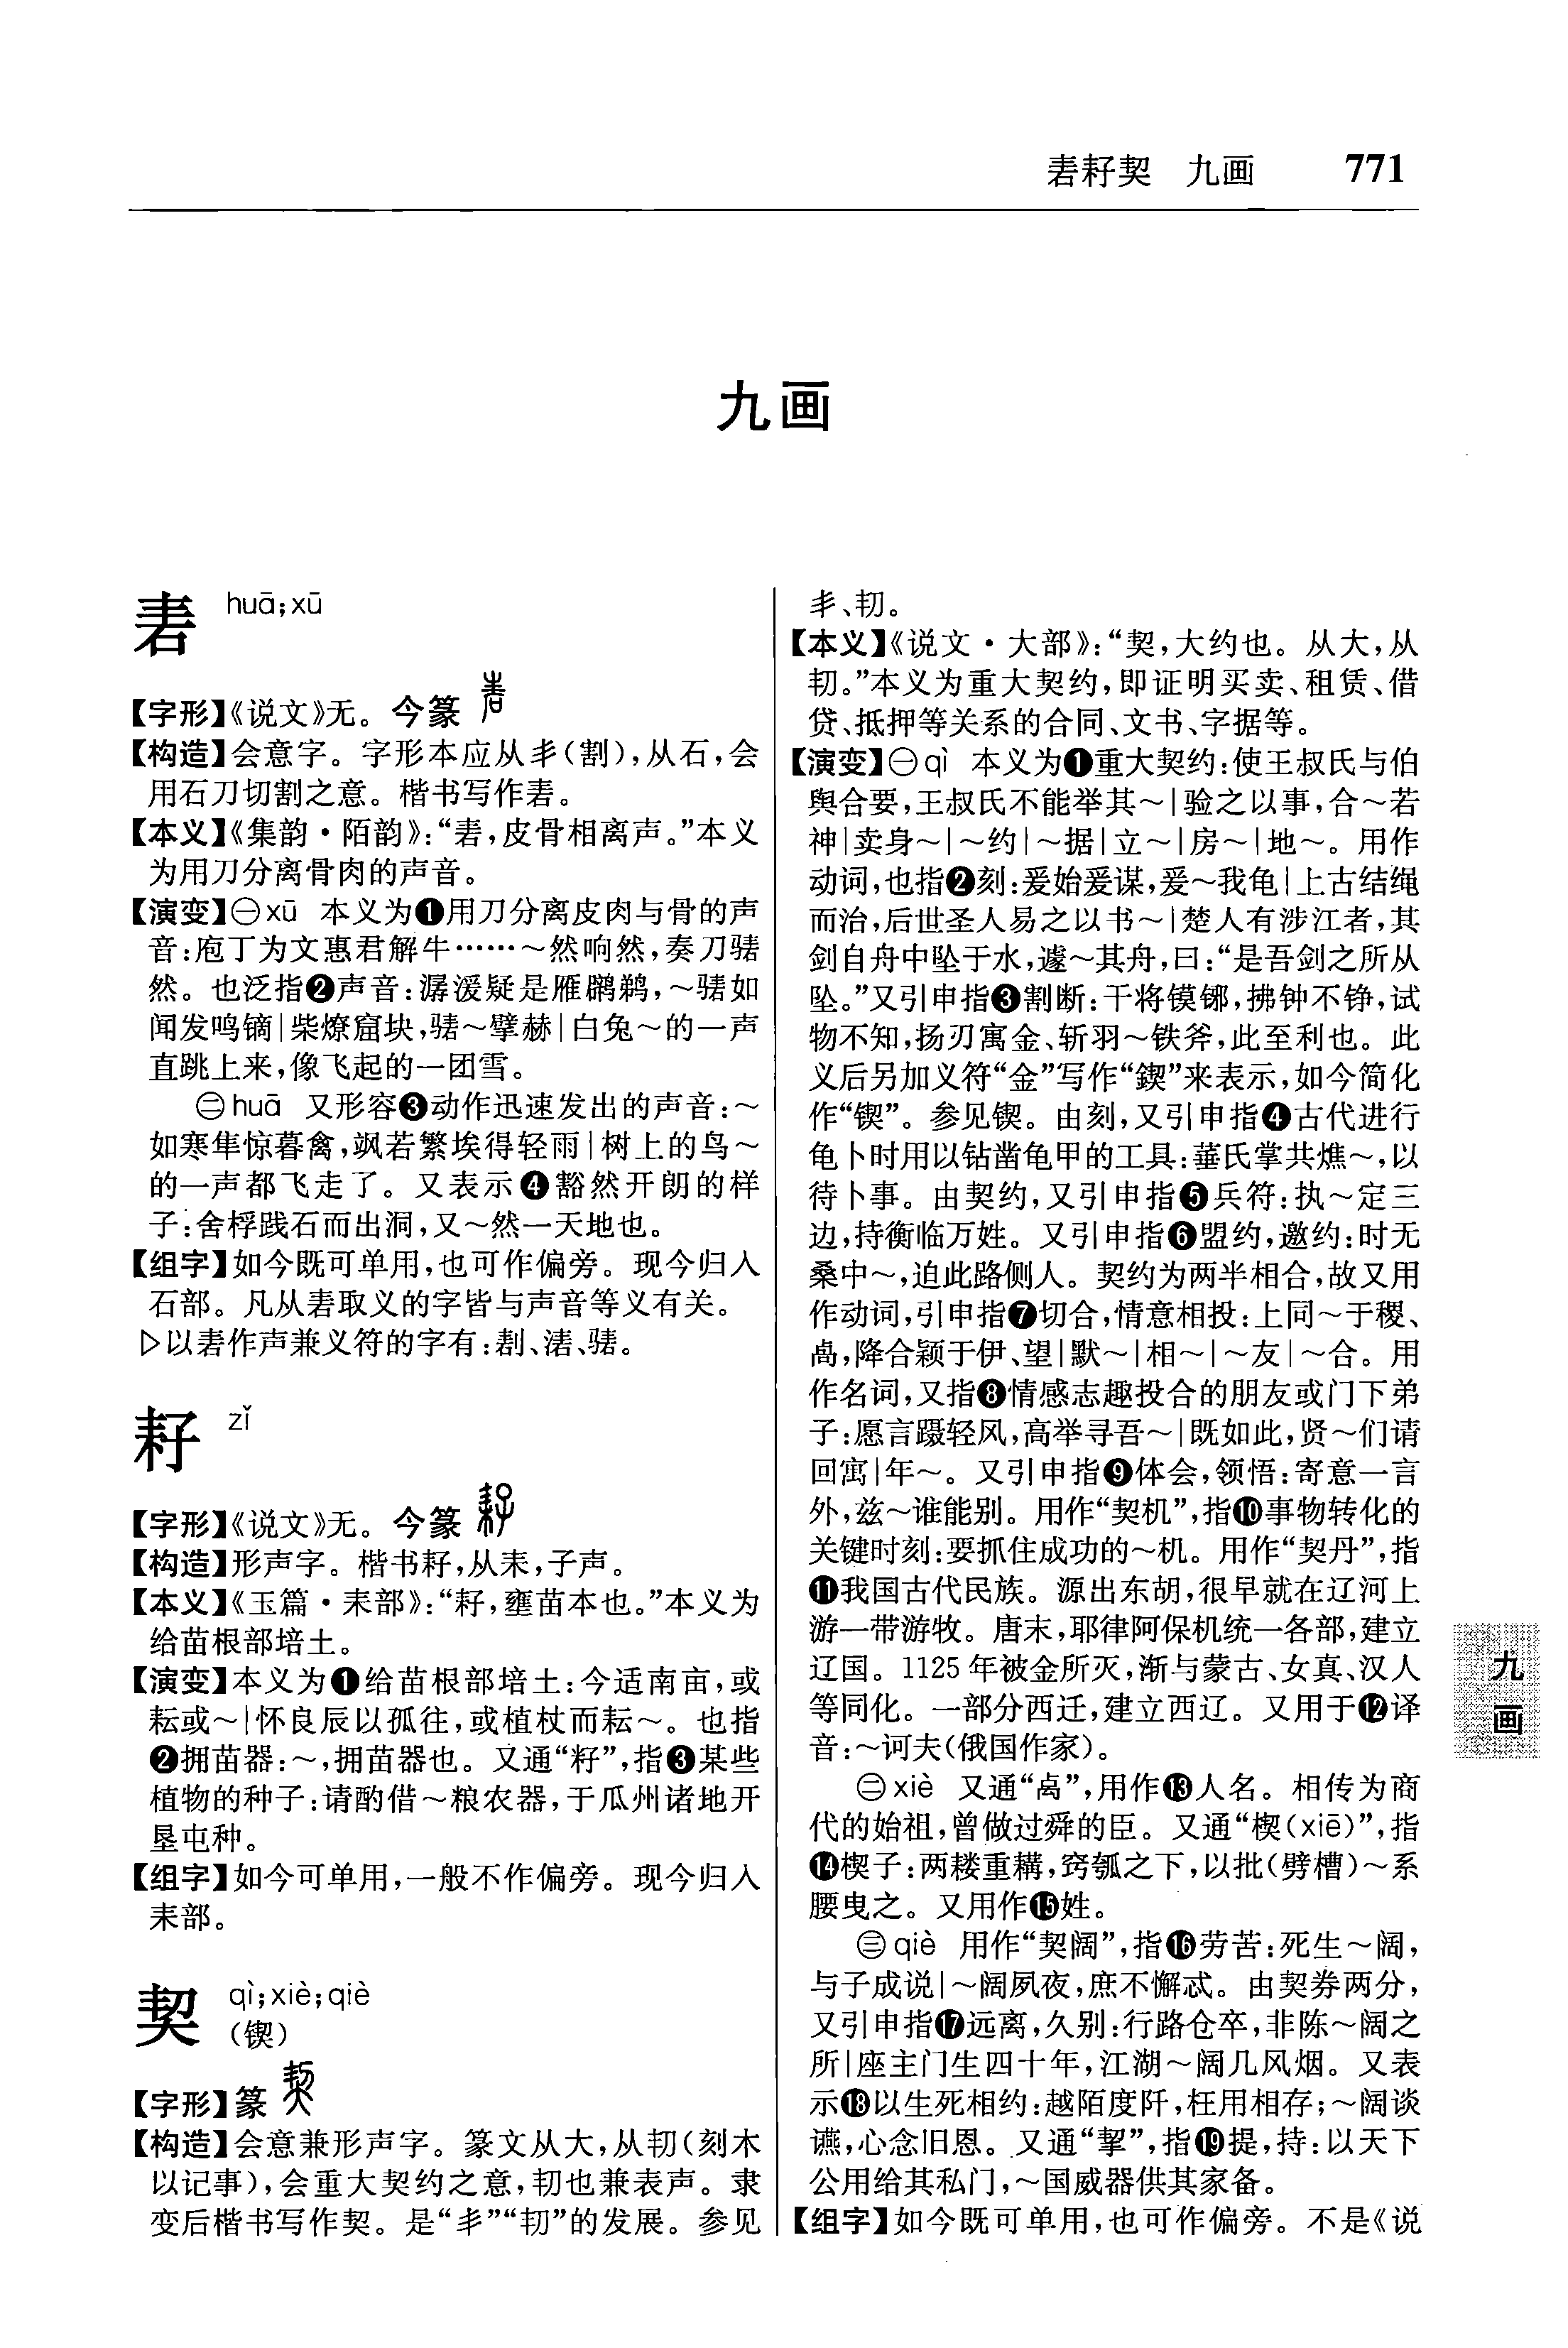 砉耔契　九画　771
九画
砉 huā;xū
【字形】《说文》无。今篆
【构造】会意字。字形本应从丯(割),从石,会
用石刀切割之意。楷书写作砉。
【本义】《集韵·陌韵》:“砉,皮骨相离声。”本义
为用刀分离骨肉的声音。
【演变】㊀xū 本义为❶用刀分离皮肉与骨的声
音:庖丁为文惠君解牛……～然响然,奏刀騞
然。也泛指❷声音:潺湲疑是雁鹂鹈,～騞如
闻发鸣镝|柴燎窟块,騞～擘赫|白兔～的一声
直跳上来,像飞起的一团雪。
㊁huā 又形容❸动作迅速发出的声音:～
如寒隼惊暮禽,飒若繁埃得轻雨|树上的鸟～
的一声都飞走了。又表示❹豁然开朗的样
子:舍桴践石而出洞,又～然一天地也。
【组字】如今既可单用,也可作偏旁。现今归入
石部。凡从砉取义的字皆与声音等义有关。
▷以砉作声兼义符的字有:剨、湱、騞。
耔 zǐ
【字形】《说文》无。今篆
【构造】形声字。楷书耔,从耒,子声。
【本义】《玉篇·耒部》:“耔,壅苗本也。”本义为
给苗根部培土。
【演变】本义为❶给苗根部培土:今适南亩,或
耘或～|怀良辰以孤往,或植杖而耘～。也指
❷拥苗器:～,拥苗器也。又通“籽”,指❸某些
植物的种子:请酌借～粮农器,于瓜州诸地开
垦屯种。
【组字】如今可单用,一般不作偏旁。现今归入
耒部。
契 qì;xiè;qiè
(锲)
【字形】篆
【构造】会意兼形声字。篆文从大,从㓞(刻木
以记事),会重大契约之意,㓞也兼表声。隶
变后楷书写作契。是“丯”“㓞”的发展。参见
丯、㓞。
【本义】《说文·大部》:“契,大约也。从大,从
㓞。”本义为重大契约,即证明买卖、租赁、借
贷、抵押等关系的合同、文书、字据等。
【演变】㊀qì 本义为❶重大契约:使王叔氏与伯
舆合要,王叔氏不能举其～|验之以事,合～若
神|卖身～|～约|～据|立～|房～|地～。用作
动词,也指❷刻:爰始爰谋,爰～我龟|上古结绳
而治,后世圣人易之以书～|楚人有涉江者,其
剑自舟中坠于水,遽～其舟,曰:“是吾剑之所从
坠。”又引申指❸割断:干将镆铘,拂钟不铮,试
物不知,扬刃寓金、斩羽～铁斧,此至利也。此
义后另加义符“金”写作“鍥”来表示,如今简化
作“锲”。参见锲。由刻,又引申指❹古代进行
龟卜时用以钻凿龟甲的工具:菙氏掌共燋～,以
待卜事。由契约,又引申指❺兵符:执～定三
边,持衡临万姓。又引申指❻盟约,邀约:时无
桑中～,迫此路侧人。契约为两半相合,故又用
作动词,引申指❼切合,情意相投:上同～于稷、
卨,降合颖于伊、望|默～|相～|～友|～合。用
作名词,又指❽情感志趣投合的朋友或门下弟
子:愿言蹑轻风,高举寻吾～|既如此,贤～们请
回寓|年～。又引申指❾体会,领悟:寄意一言
外,兹～谁能别。用作“契机”,指❿事物转化的
关键时刻:要抓住成功的～机。用作“契丹”,指
⓫我国古代民族。源出东胡,很早就在辽河上
游一带游牧。唐末,耶律阿保机统一各部,建立
辽国。1125年被金所灭,渐与蒙古、女真、汉人
等同化。一部分西迁,建立西辽。又用于⓬译
音:～诃夫(俄国作家)。
㊁xiè 又通“卨”,用作⓭人名。相传为商
代的始祖,曾做过舜的臣。又通“楔(xiē)”,指
⓮楔子:两耧重耩,窍瓠之下,以批(劈槽)～系
腰曳之。又用作⓯姓。
㊂qiè 用作“契阔”,指⓰劳苦:死生～阔,
与子成说|～阔夙夜,庶不懈忒。由契券两分,
又引申指⓱远离,久别:行路仓卒,非陈～阔之
所|座主门生四十年,江湖～阔几风烟。又表
示⓲以生死相约:越陌度阡,枉用相存;～阔谈
讌,心念旧恩。又通“挈”,指⓳提,持:以天下
公用给其私门,～国威器供其家备。
【组字】如今既可单用,也可作偏旁。不是《说
九
画